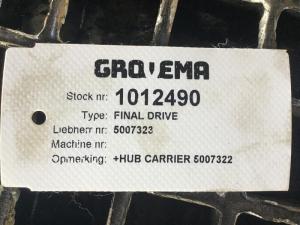 GROVEMA
Stock nr: 1012490
Type: FINAL DRIVE
Liebherr nr: 5007323
Machine nr:
Opmerking: +HUB CARRIER 5007322